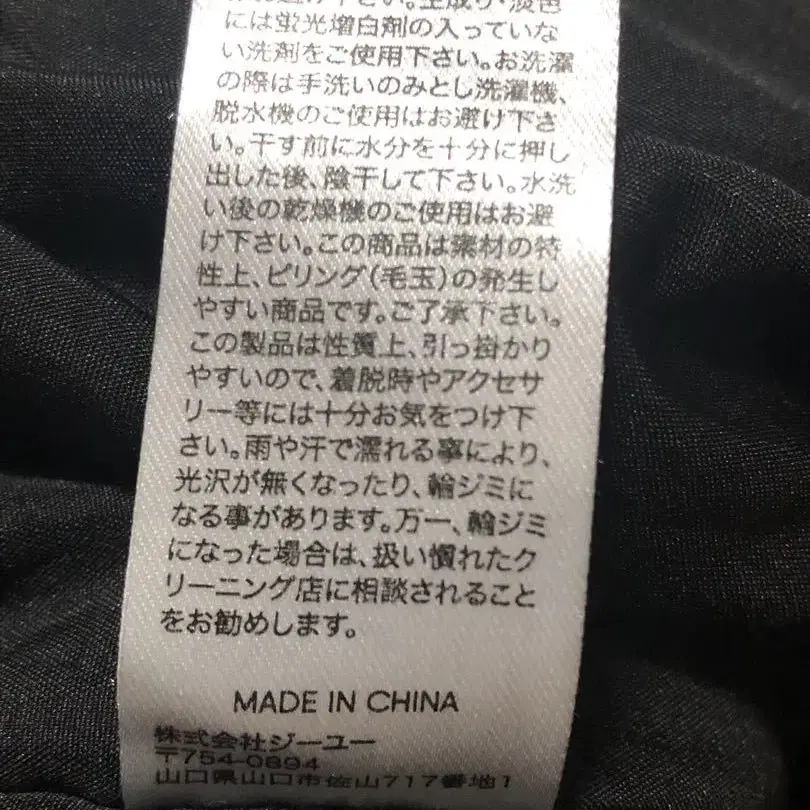 お避け下さい。生成り・淡色
には蛍光増白剤の入っていな
い洗剤をご使用下さい。お洗濯
の際は手洗いのみとし洗濯機、
脱水機のご使用はお避け下さ
い。干す前に水分を十分に押し
出した後、陰干して下さい。水洗
い後の乾燥機のご使用はお避
け下さい。この商品は素材の特
性上、ピリング(毛玉)の発生し
やすい商品です。ご了承下さい。
この製品は性質上、引っ掛かり
やすいので、着脱時やアクセサ
リー等には十分お気をつけ下
さい。雨や汗で濡れる事により、
光沢が無くなったり、輪ジミに
なる事があります。万一、輪ジミ
になった場合は、扱い慣れたク
リーニング店に相談されること
をお勧めします。
MADE IN CHINA
株式会社ジーユー
〒754-0894
山口県山口市佐山717番地1